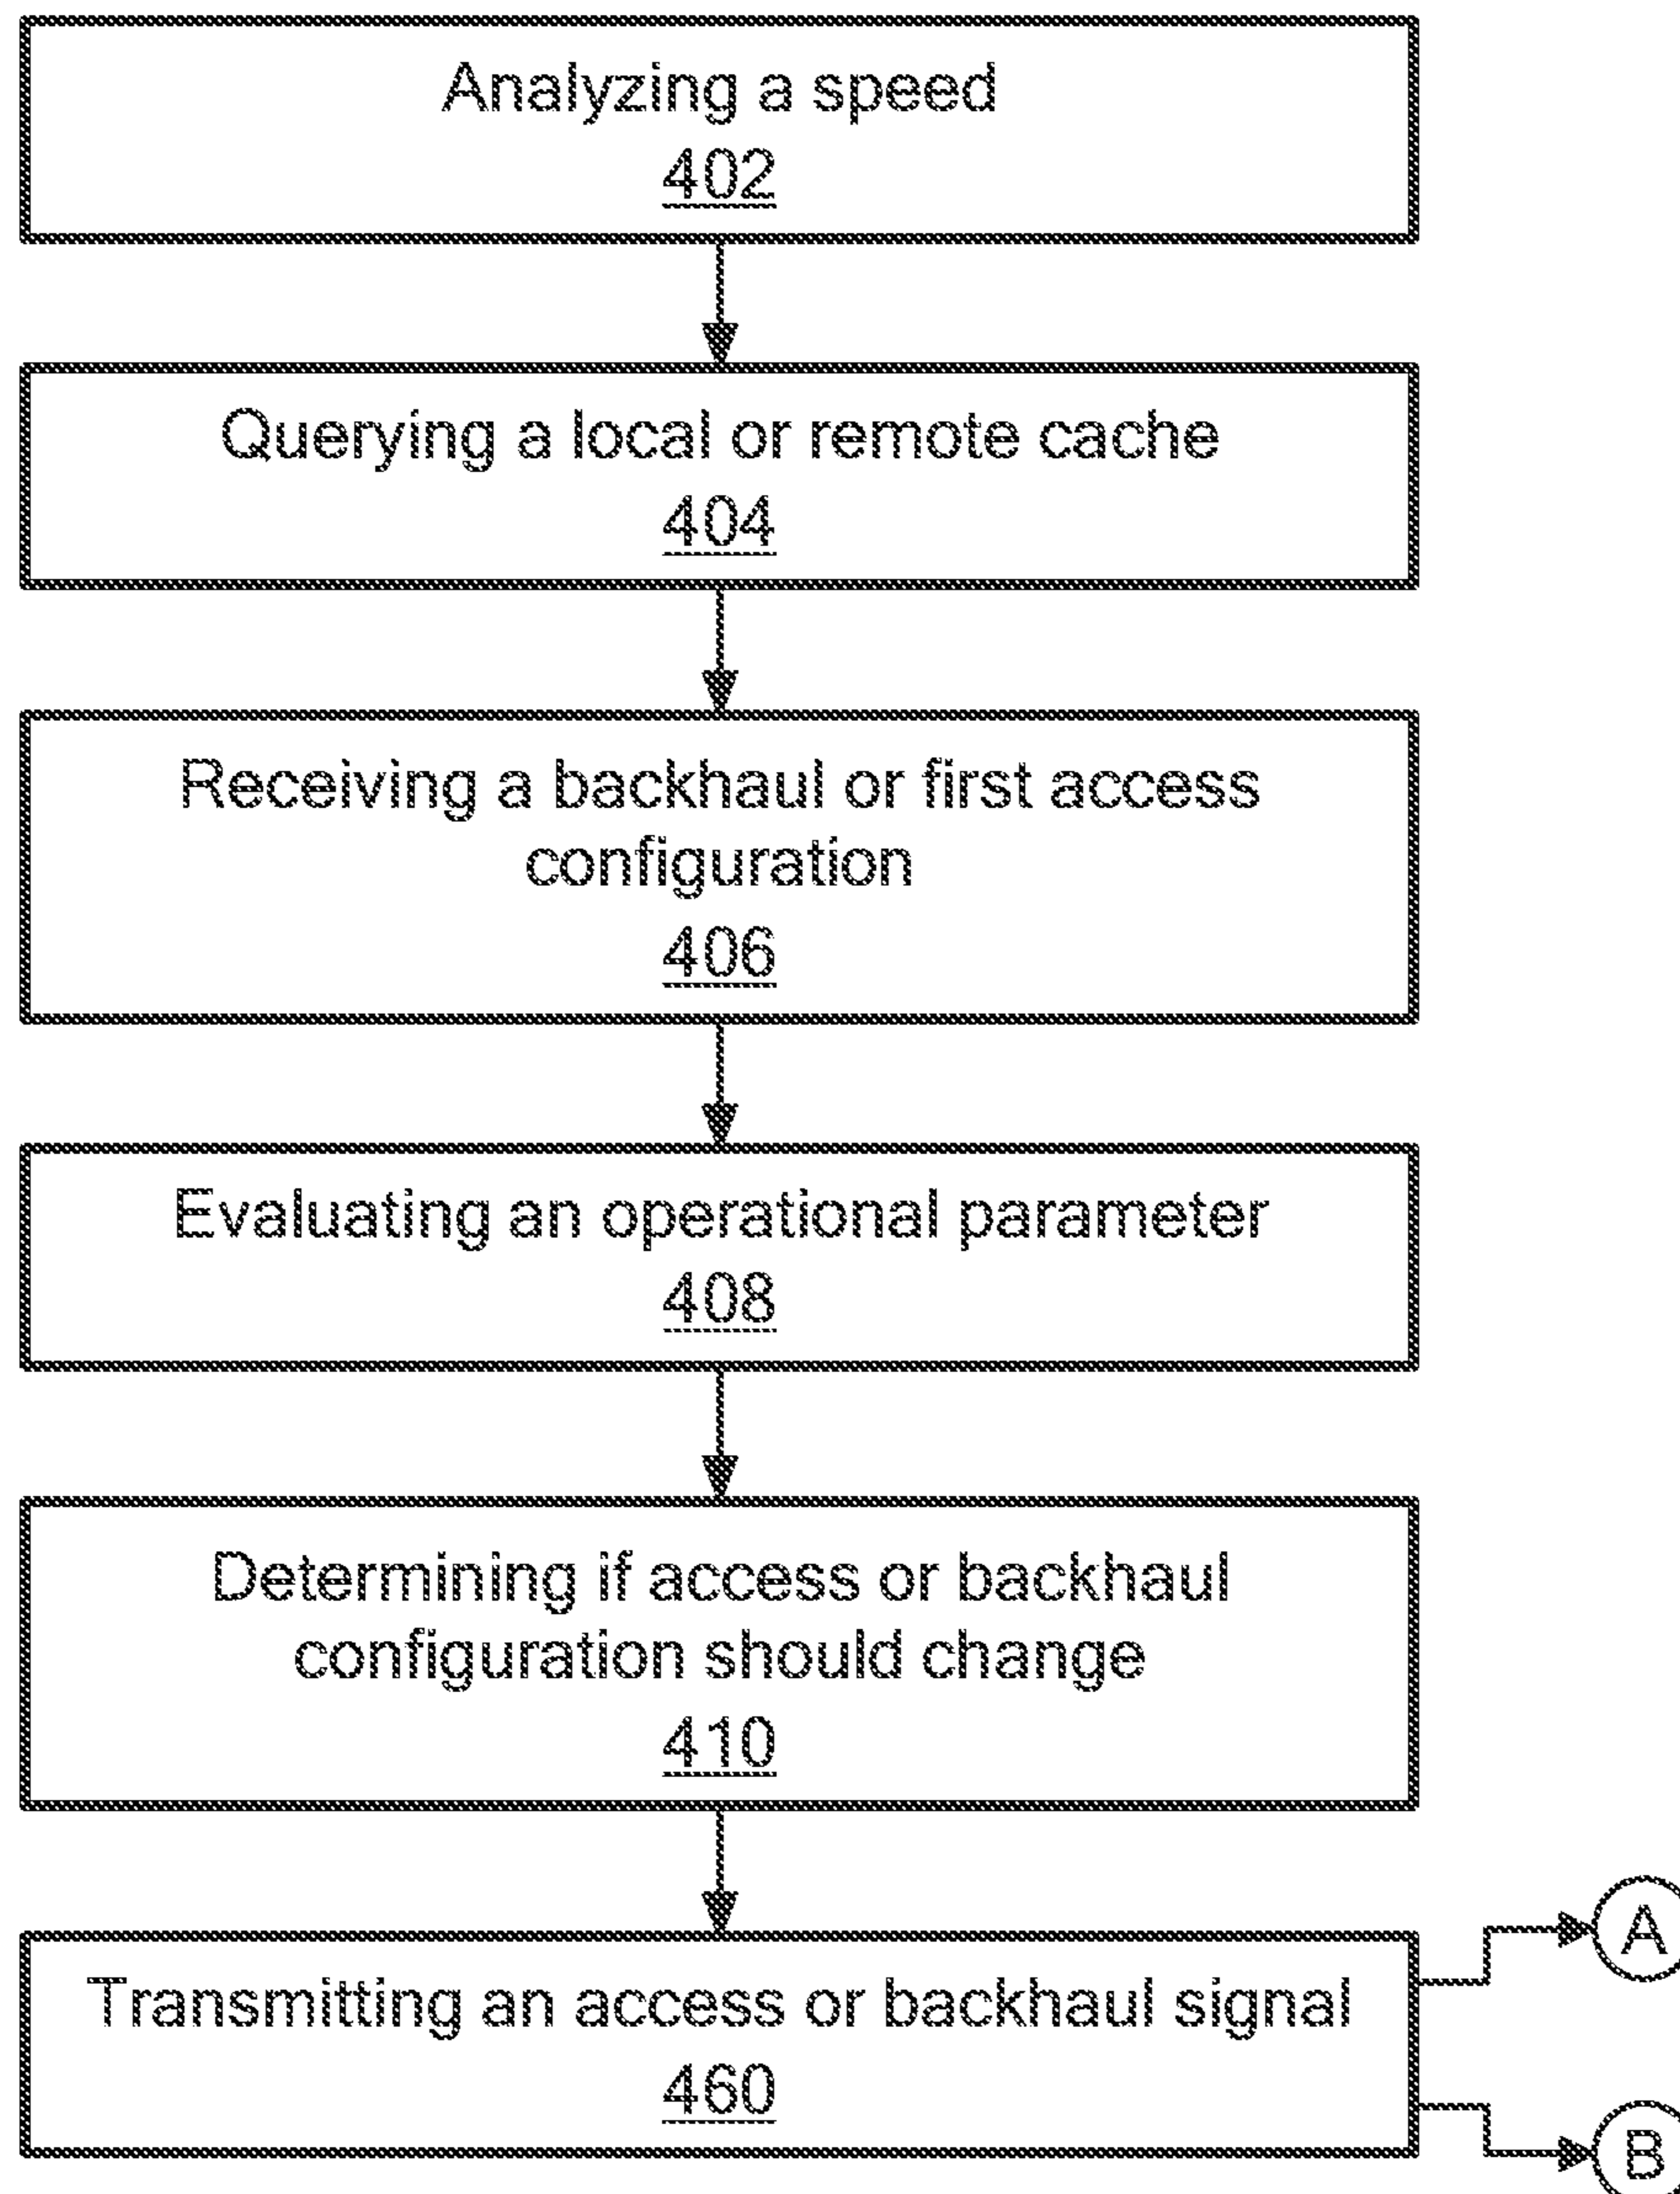 Analyzing a speed
402
Querying a local or remote cache
404
Receiving a backhaul or first access
configuration
406
Evaluating an operational parameter
408
Determining if access or backhaul
configuration should change
410
A
Transmitting an access or backhaul signal
460
B